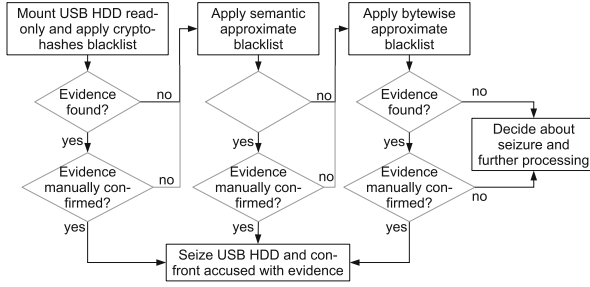 Mount USB HDD read-
only and apply crypto-
hashes blacklist
Apply semantic
approximate
blacklist
Apply bytewise
approximate
blacklist
Evidence
found?
no
no
Evidence
found?
no
yes
yes
yes
Decide about
seizure and
further processing
Evidence
manually con-
firmed?
no
Evidence
manually con-
firmed?
no
Evidence
manually con-
firmed?
no
yes
yes
yes
Seize USB HDD and con-
front accused with evidence